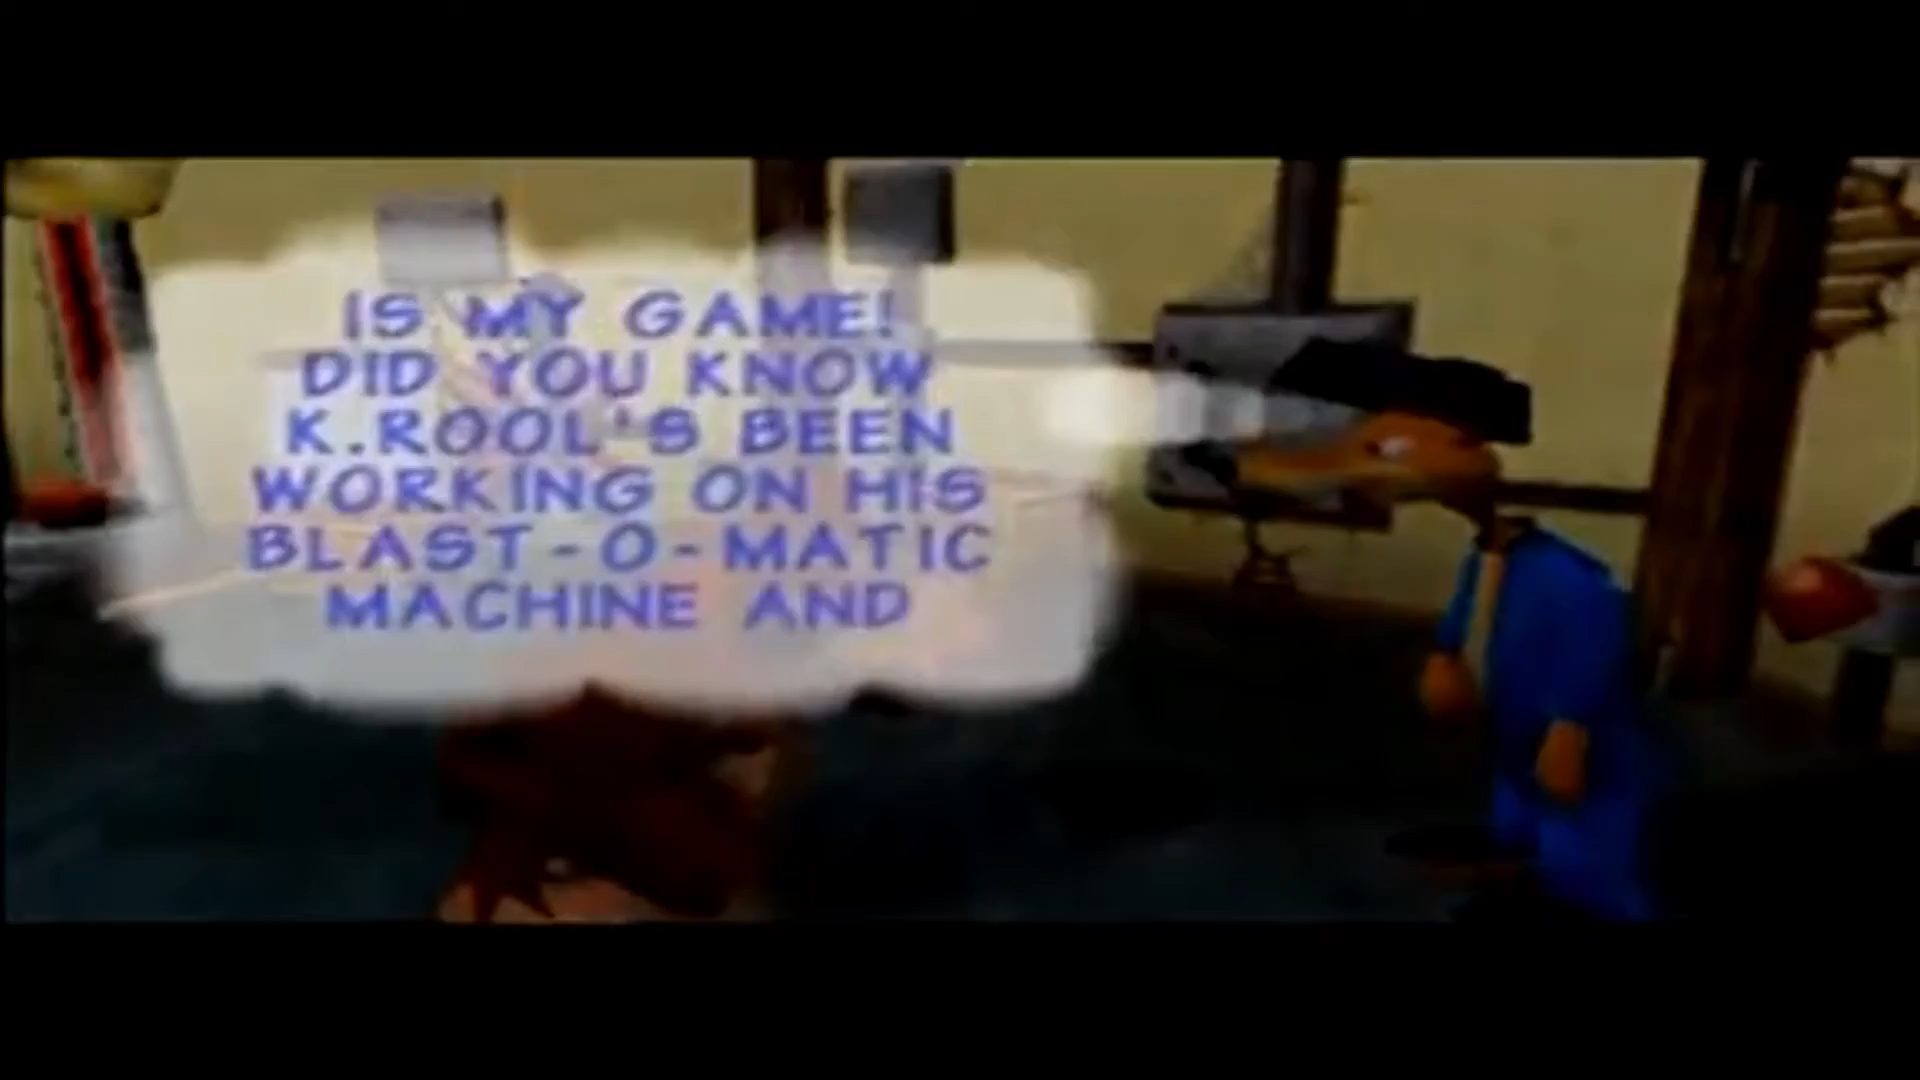 IS MY GAME!
DID YOU KNOW
K.ROOL'S BEEN
WORKING ON HIS
BLAST-O-MATIC
MACHINE AND